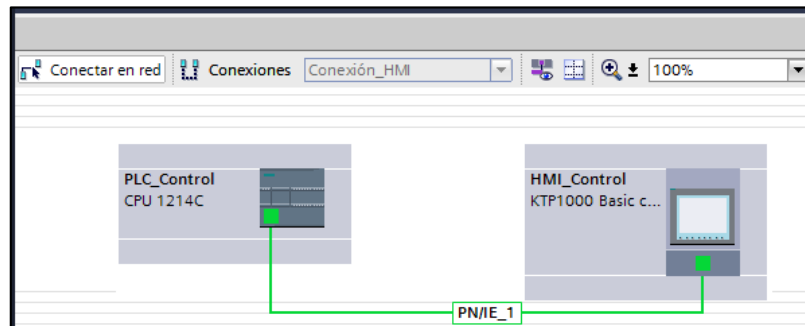 Conectar en red Conexiones Conexión_HMI 100%
PLC_Control
CPU 1214C
HMI_Control
KTP1000 Basic c...
PN/IE_1